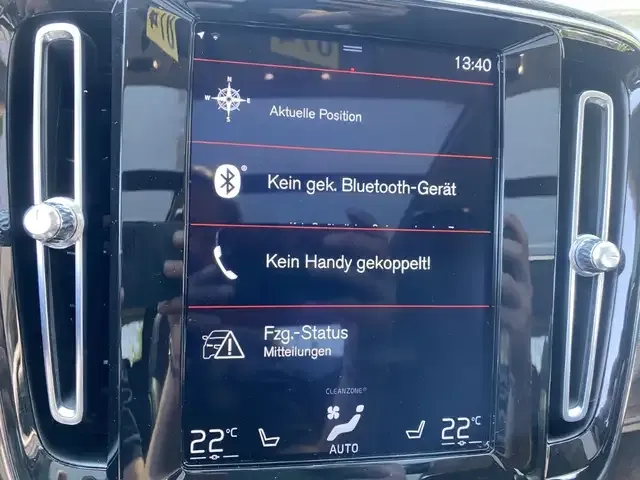 13:40
N
W E
S
Aktuelle Position
Kein gek. Bluetooth-Gerät
Kein Handy gekoppelt!
Fzg.-Status
Mitteilungen
CLEANZONE®
22°C
AUTO
22°C